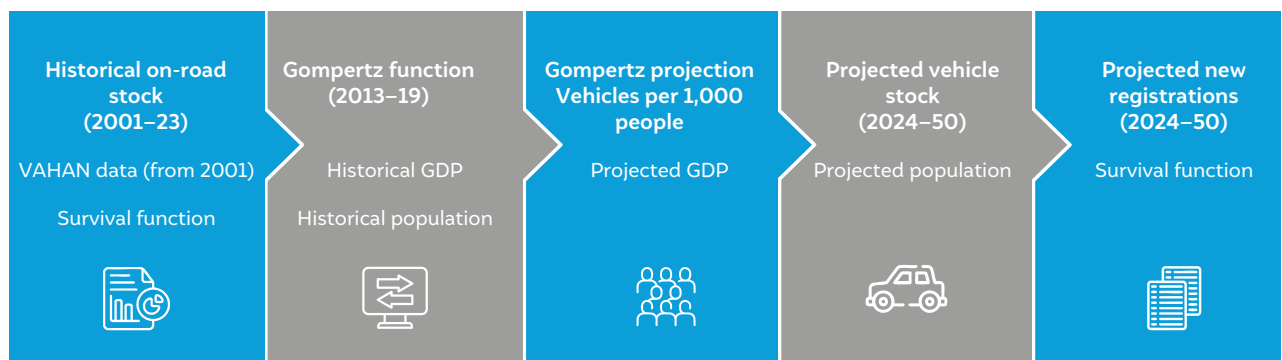 Historical on-road
stock
(2001–23)
VAHAN data (from 2001)
Survival function
Gompertz function
(2013–19)
Historical GDP
Historical population
Gompertz projection
Vehicles per 1,000
people
Projected GDP
Projected vehicle
stock
(2024–50)
Projected population
Projected new
registrations
(2024–50)
Survival function